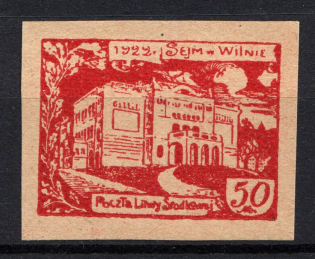 1922. SEJM w WILNIE
Poczta Litwy Środkowej
50